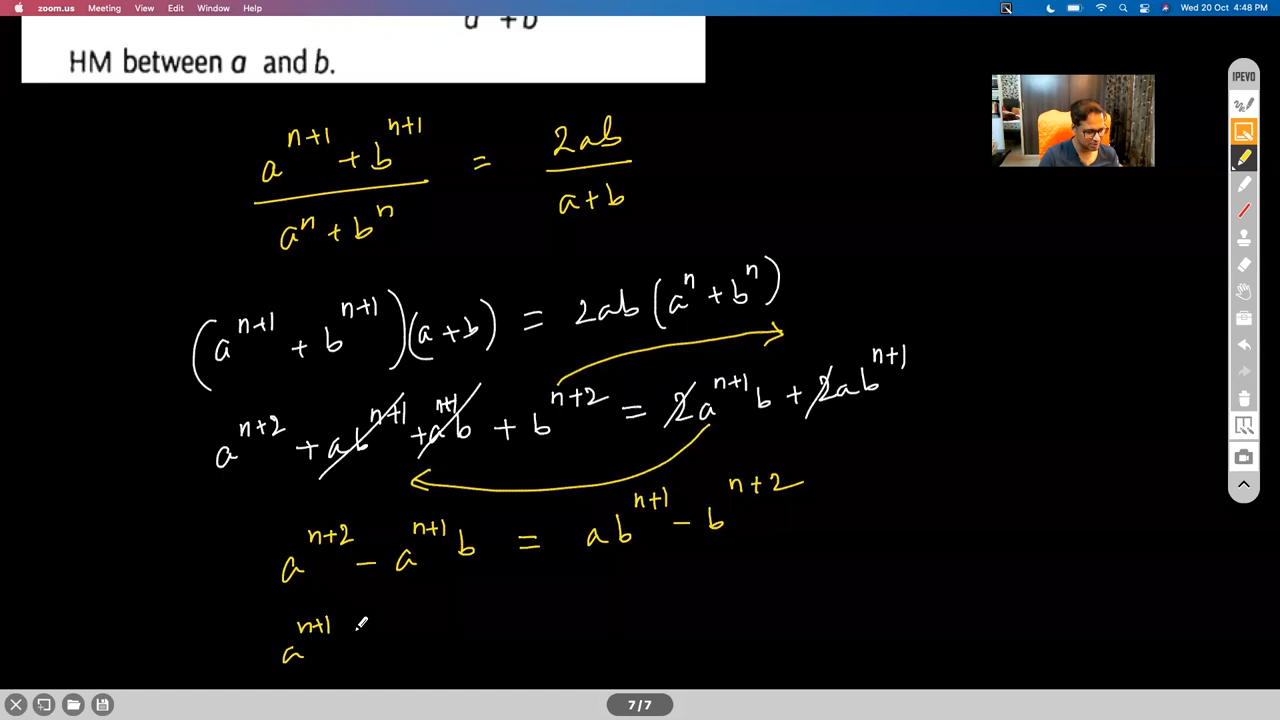 zoom.us Meeting View Edit Window Help Wed 20 Oct 4:48 PM
a + b
HM between a and b.
IPEVO
a^{n+1} + b^{n+1} / a^n + b^n = 2ab / a+b
(a^{n+1} + b^{n+1})(a+b) = 2ab(a^n + b^n)
a^{n+2} + ab^{n+1} + a^{n+1}b + b^{n+2} = 2a^{n+1}b + 2ab^{n+1}
a^{n+2} - a^{n+1}b = ab^{n+1} - b^{n+2}
a^{n+1}
7/7